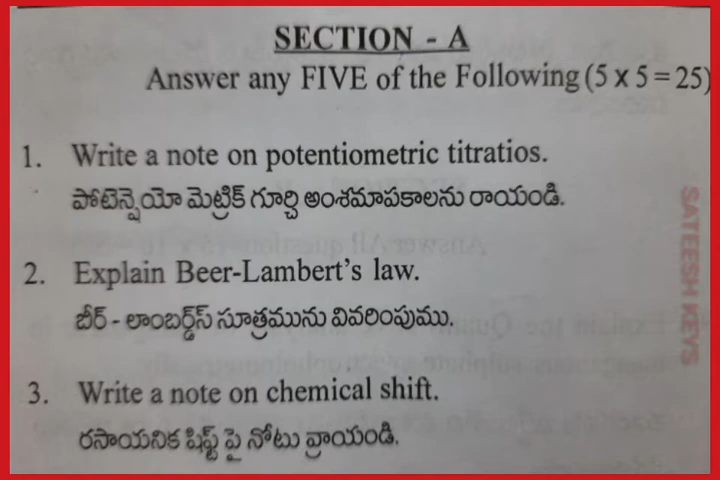 SECTION - A
Answer any FIVE of the Following (5 x 5 = 25)
1. Write a note on potentiometric titratios.
పోటెన్షెయో మెట్రిక్ గూర్చి అంశమాపకాలను రాయండి.
2. Explain Beer-Lambert's law.
బీర్ - లాంబర్డ్స్ సూత్రమును వివరింపుము.
3. Write a note on chemical shift.
రసాయనిక షిఫ్ట్ పై నోటు వ్రాయండి.
SATEESH KEYS